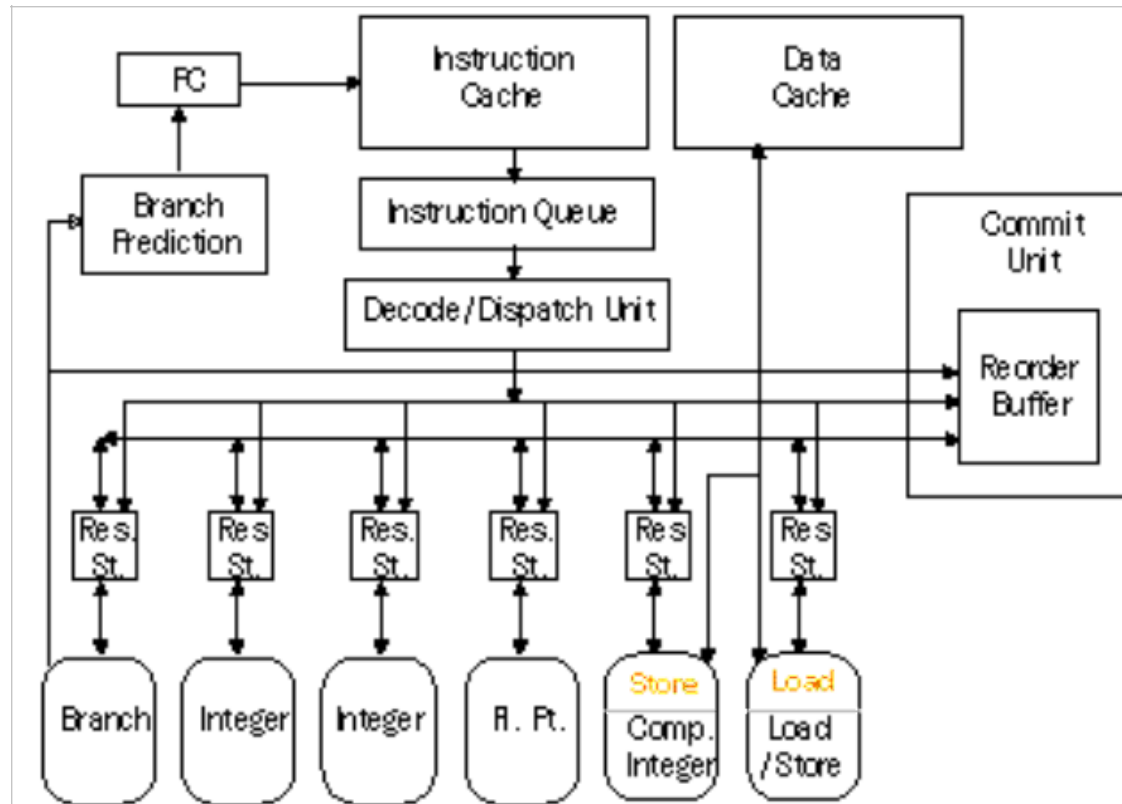 PC
Instruction
Cache
Data
Cache
Branch
Prediction
Instruction Queue
Commit
Unit
Decode/Dispatch Unit
Reorder
Buffer
Res.
St.
Res
St.
Res.
St.
Res.
St.
Res
St.
Res.
St.
Branch
Integer
Integer
Fl. Pt.
Store
Comp.
Integer
Load
Load
/Store